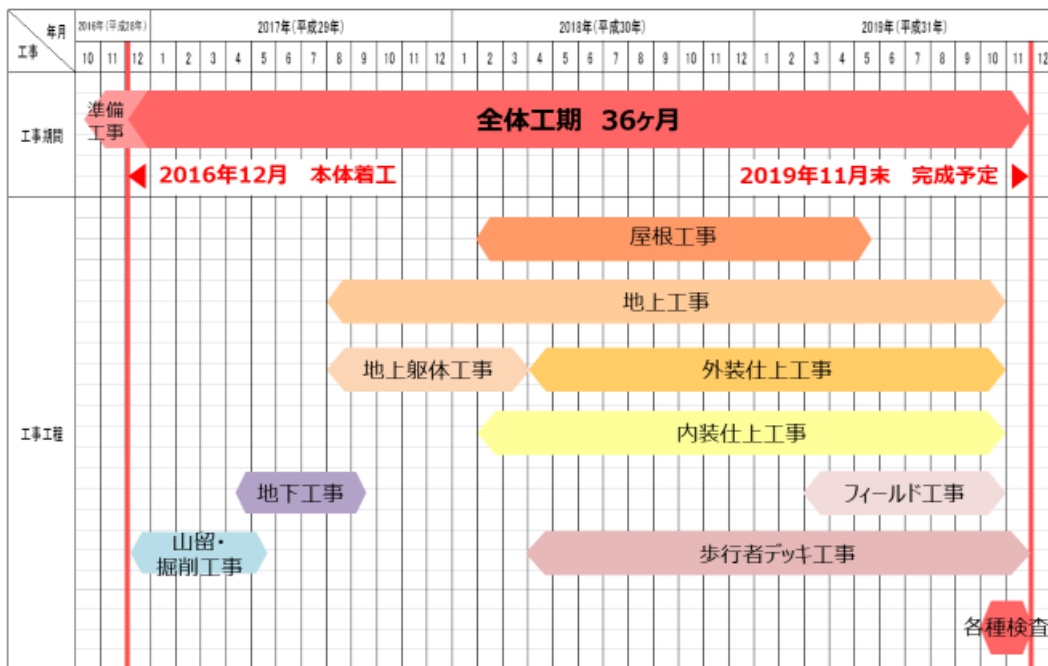 年月
工事
2016年(平成28年) 2017年(平成29年) 2018年(平成30年) 2019年(平成31年)
10 11 12 1 2 3 4 5 6 7 8 9 10 11 12 1 2 3 4 5 6 7 8 9 10 11 12 1 2 3 4 5 6 7 8 9 10 11 12
工事期間
準備
工事
全体工期 36ヶ月
2016年12月 本体着工
2019年11月末 完成予定
工事工程
屋根工事
地上工事
地上躯体工事
外装仕上工事
内装仕上工事
地下工事
フィールド工事
山留・
掘削工事
歩行者デッキ工事
各種検査